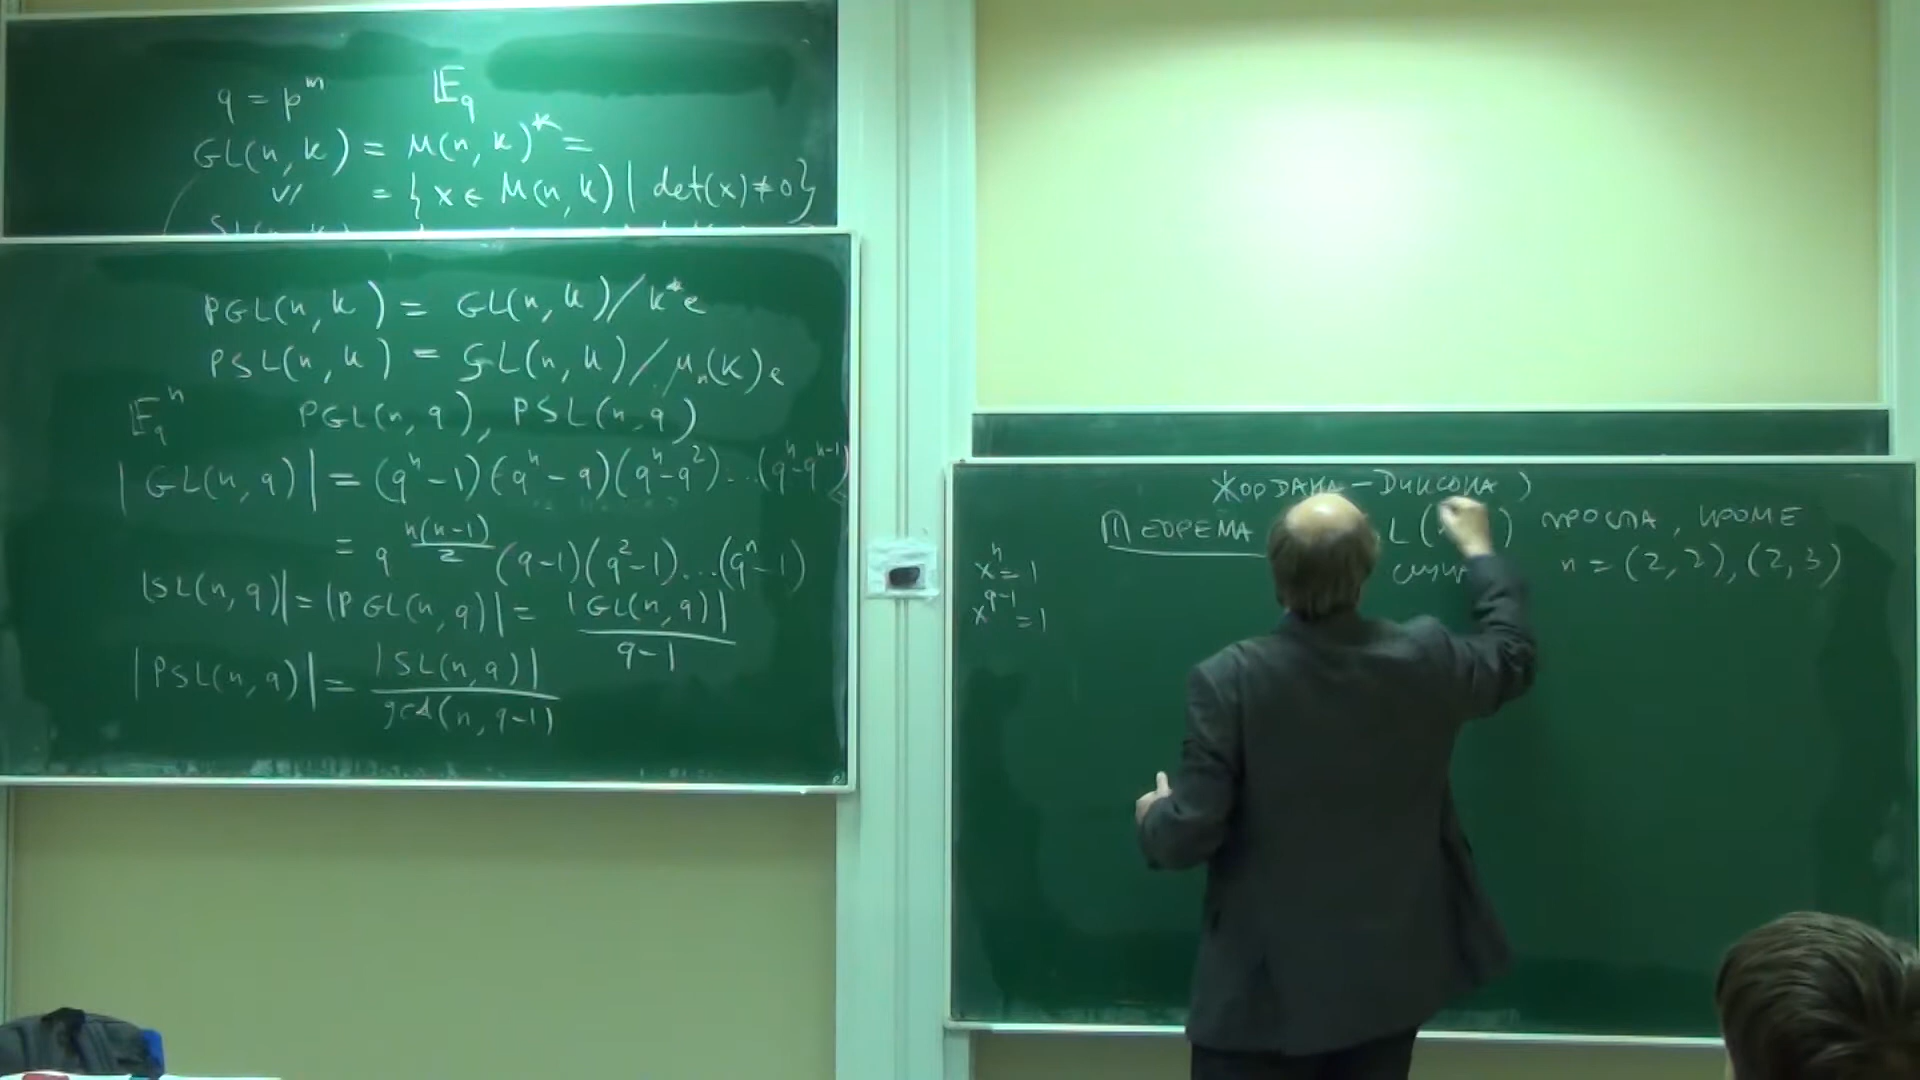 q = p^m 𝔽_q
GL(n, k) = M(n, k)^* =
∨/ = { x ∈ M(n, k) | det(x) ≠ 0 }
PGL(n, k) = GL(n, k) / k^* e
PSL(n, k) = SL(n, k) / μ_n(K) e
𝔽_q^n PGL(n, q), PSL(n, q)
|GL(n, q)| = (q^n - 1)(q^n - q)(q^n - q^2) ... (q^n - q^{n-1})
= q^{n(n-1)/2} (q-1)(q^2-1)...(q^n-1)
|SL(n, q)| = |PGL(n, q)| = |GL(n, q)| / (q-1)
|PSL(n, q)| = |SL(n, q)| / gcd(n, q-1)
Жордана – Диксона )
Теорема L( ) проста, кроме
n = (2, 2), (2, 3)
x^n = 1
x^{q-1} = 1